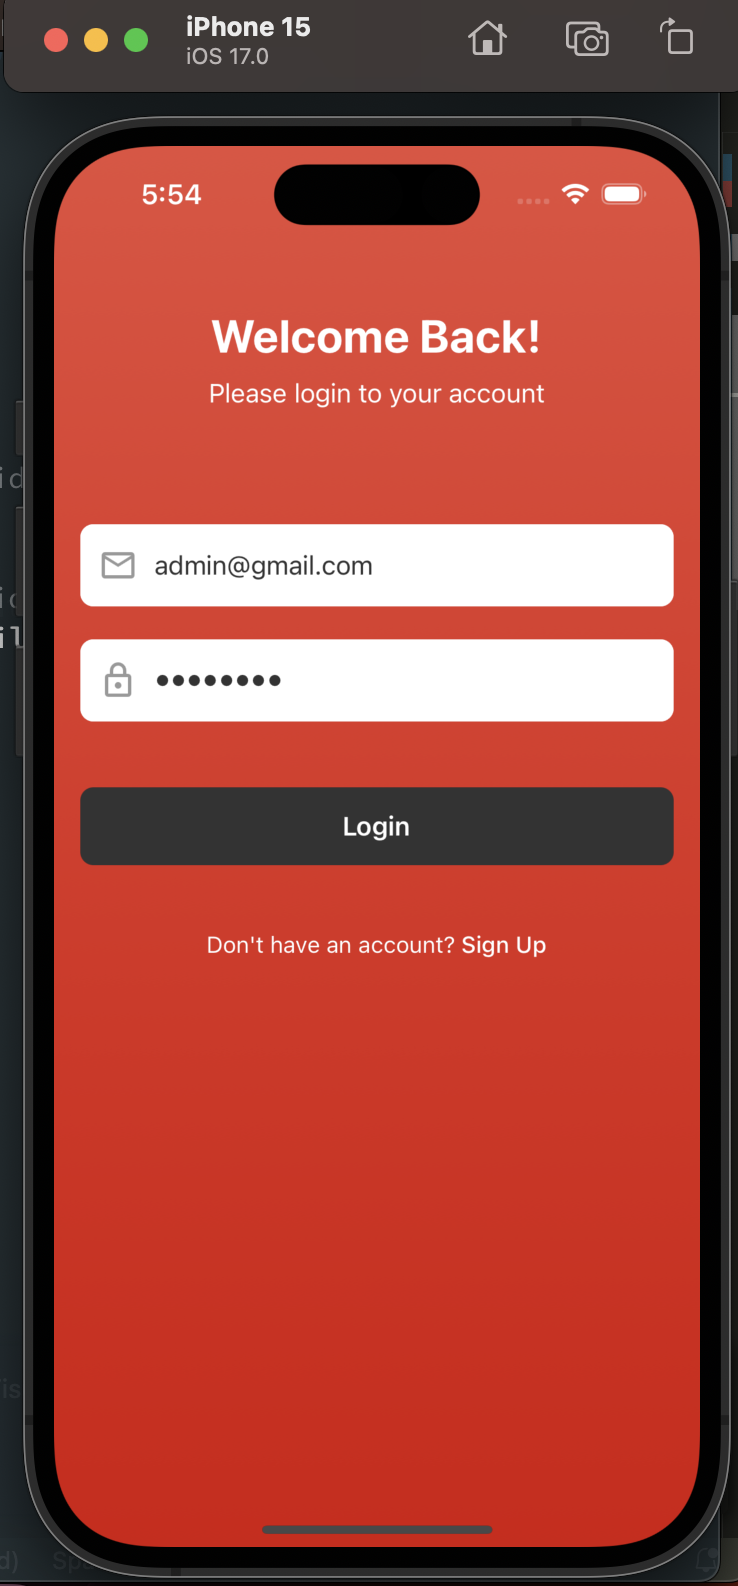 iPhone 15
iOS 17.0
5:54
Welcome Back!
Please login to your account
admin@gmail.com
••••••••
Login
Don't have an account? Sign Up